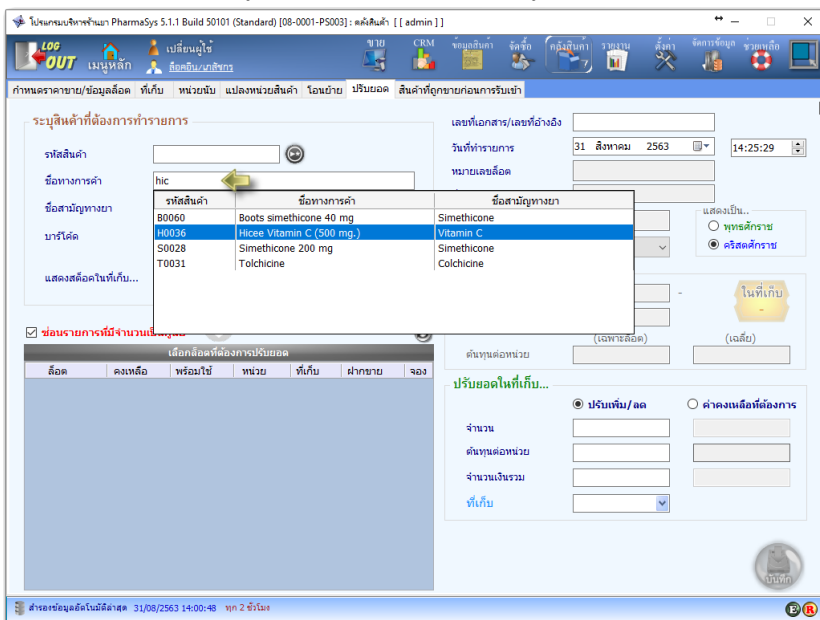 โปรแกรมบริหารร้านยา PharmaSys 5.1.1 Build 50101 (Standard) [08-0001-PS003] : คลังสินค้า [ [ admin ] ]
LOG OUT เมนูหลัก เปลี่ยนผู้ใช้ ล็อคอิน/เภสัชกร ขาย CRM ข้อมูลสินค้า จัดซื้อ คลังสินค้า รายงาน ตั้งค่า จัดการข้อมูล ช่วยเหลือ
กำหนดราคาขาย/ข้อมูลล็อต ที่เก็บ หน่วยนับ แปลงหน่วยสินค้า โอนย้าย ปรับยอด สินค้าที่ถูกขายก่อนการรับเข้า
ระบุสินค้าที่ต้องการทำรายการ
รหัสสินค้า
ชื่อทางการค้า hic
ชื่อสามัญทางยา
บาร์โค้ด
แสดงสต็อคในที่เก็บ...
รหัสสินค้า ชื่อทางการค้า ชื่อสามัญทางยา
B0060 Boots simethicone 40 mg Simethicone
H0036 Hicee Vitamin C (500 mg.) Vitamin C
S0028 Simethicone 200 mg Simethicone
T0031 Tolchicine Colchicine
เลขที่เอกสาร/เลขที่อ้างอิง
วันที่ทำรายการ 31 สิงหาคม 2563 14:25:29
หมายเลขล็อต
แสดงเป็น..
พุทธศักราช
คริสตศักราช
-
ในที่เก็บ
-
(เฉพาะล็อต) (เฉลี่ย)
ต้นทุนต่อหน่วย
ซ่อนรายการที่มีจำนวนเป็นศูนย์
เลือกล็อตที่ต้องการปรับยอด
ล็อต คงเหลือ พร้อมใช้ หน่วย ที่เก็บ ฝากขาย จอง
ปรับยอดในที่เก็บ...
ปรับเพิ่ม/ลด ค่าคงเหลือที่ต้องการ
จำนวน
ต้นทุนต่อหน่วย
จำนวนเงินรวม
ที่เก็บ
บันทึก
สำรองข้อมูลอัตโนมัติล่าสุด 31/08/2563 14:00:48 ทุก 2 ชั่วโมง
E R